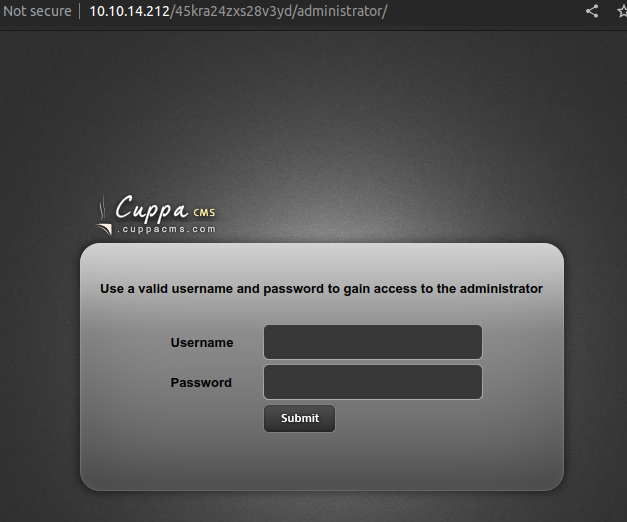 Not secure | 10.10.14.212/45kra24zxs28v3yd/administrator/
Cuppa CMS
.cuppacms.com
Use a valid username and password to gain access to the administrator
Username
Password
Submit